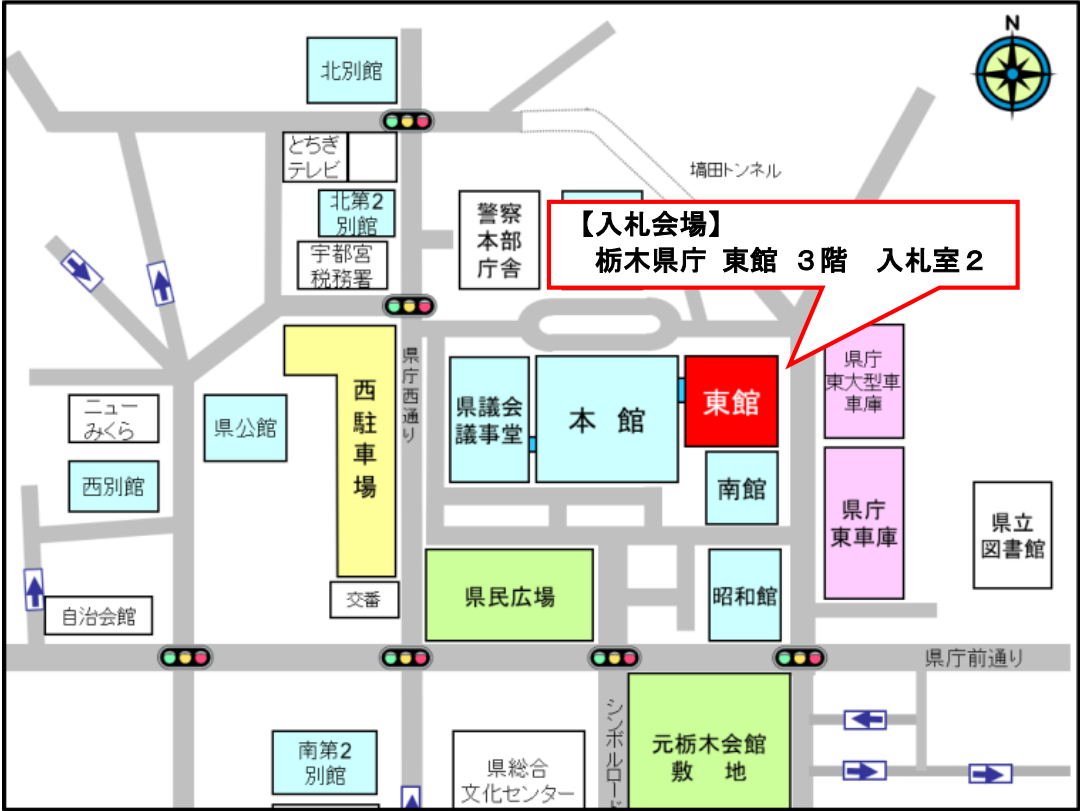 N
北別館
とちぎ
テレビ
塙田トンネル
北第2
別館
警察
本部
庁舎
【入札会場】
栃木県庁 東館 3階 入札室2
宇都宮
税務署
県庁西通り
西駐車場
県議会
議事堂
本館
東館
県庁
東大型車
車庫
ニュー
みくら
県公館
西別館
南館
県庁
東車庫
県立
図書館
交番
県民広場
昭和館
自治会館
県庁前通り
シンボルロード
元栃木会館
敷地
南第2
別館
県総合
文化センター